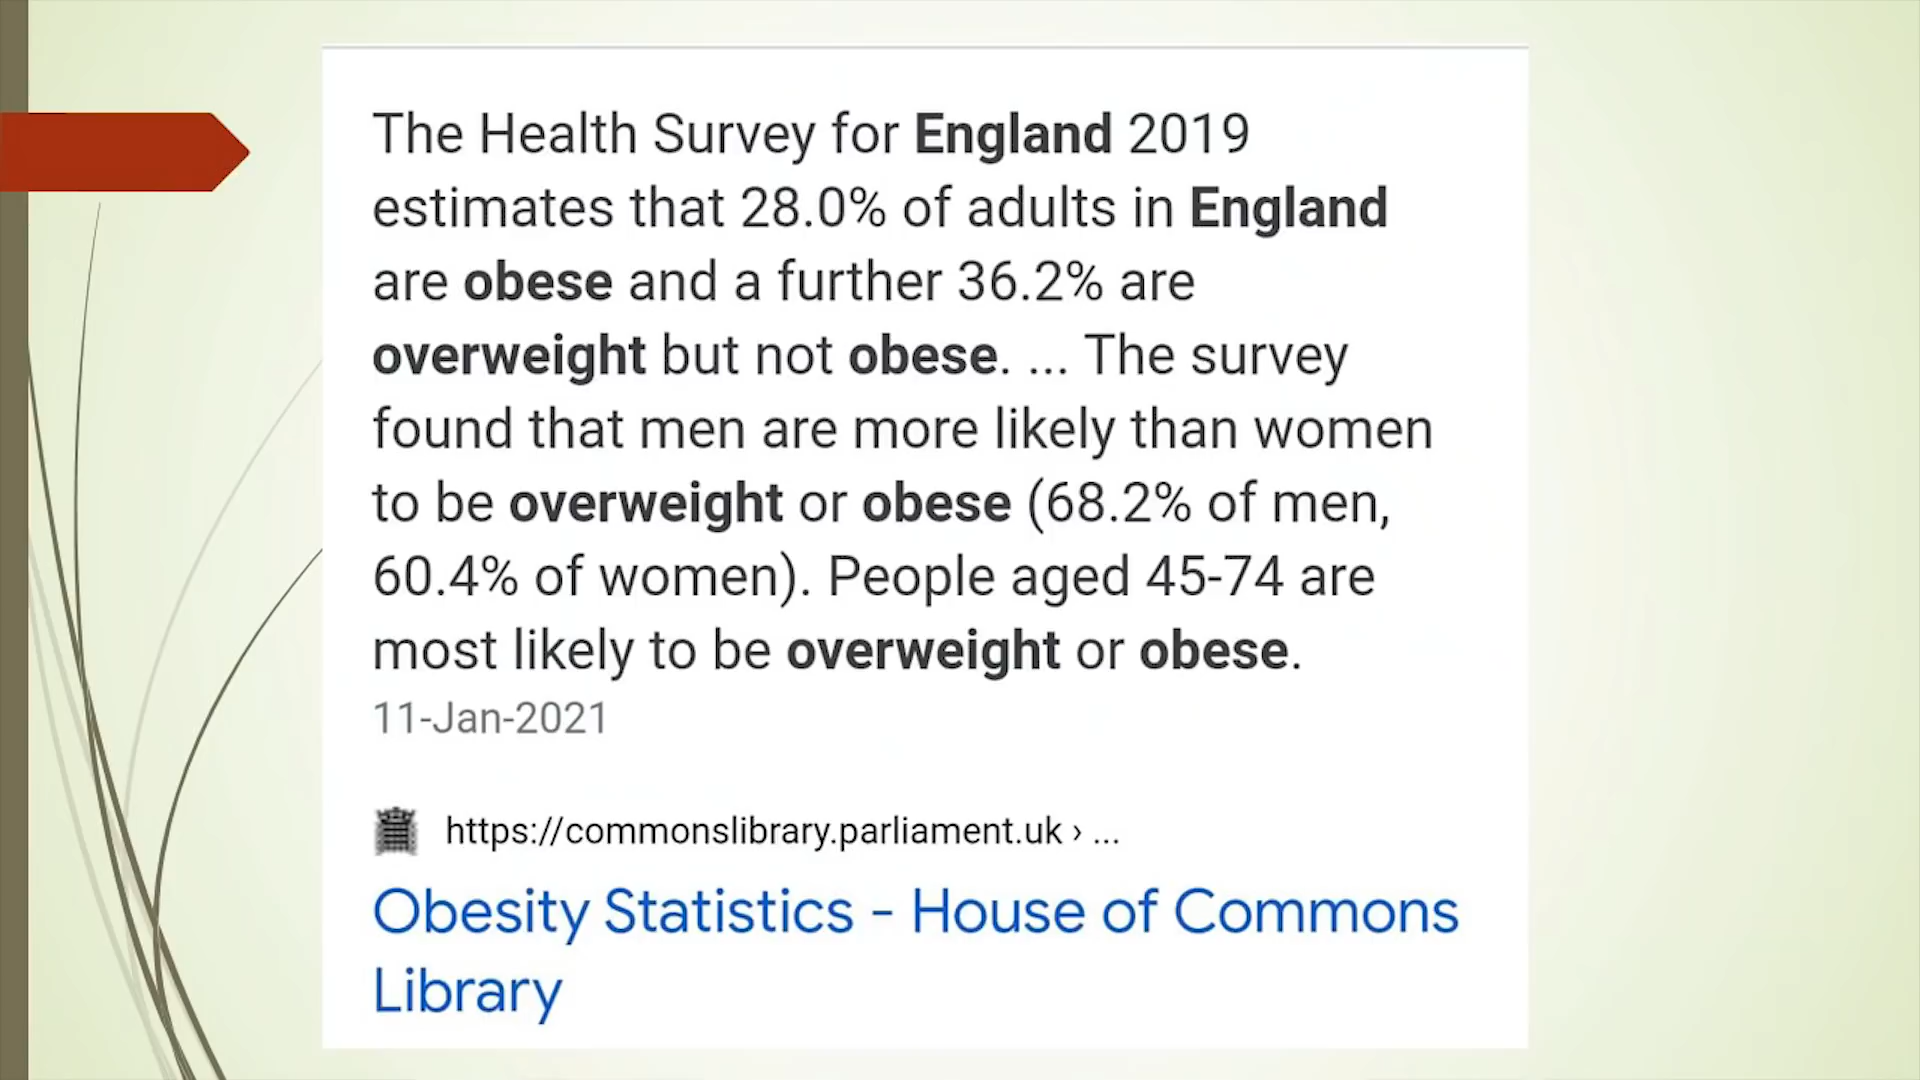 The Health Survey for England 2019
estimates that 28.0% of adults in England
are obese and a further 36.2% are
overweight but not obese. ... The survey
found that men are more likely than women
to be overweight or obese (68.2% of men,
60.4% of women). People aged 45-74 are
most likely to be overweight or obese.
11-Jan-2021
https://commonslibrary.parliament.uk › ...
Obesity Statistics - House of Commons
Library